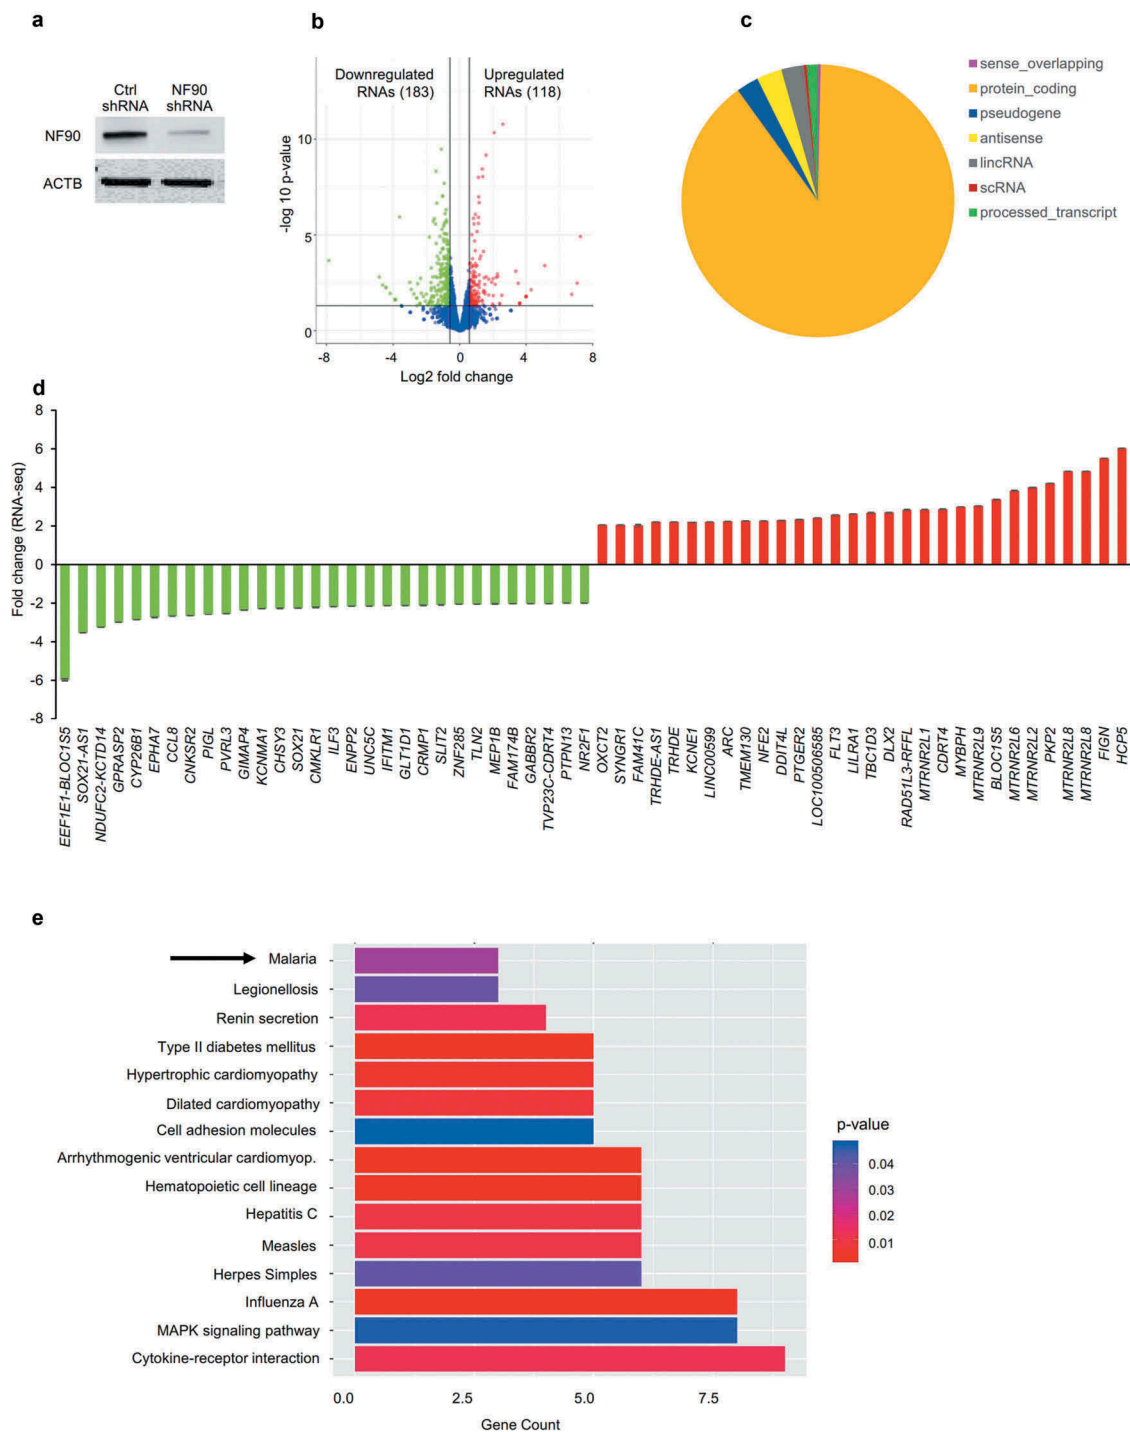 a
Ctrl shRNA
NF90 shRNA
NF90
ACTB
b
Downregulated RNAs (183)
Upregulated RNAs (118)
-log 10 p-value
10
5
0
-8
-4
0
4
8
Log2 fold change
c
sense_overlapping
protein_coding
pseudogene
antisense
lincRNA
scRNA
processed_transcript
d
Fold change (RNA-seq)
8
6
4
2
0
-2
-4
-6
-8
EEF1E1-BLOC1S5
SOX21-AS1
NDUFC2-KCTD14
GPRASP2
CYP26B1
EPHA7
CCL8
CNKSR2
PIGL
PVRL3
GIMAP4
KCNMA1
CHSY3
SOX21
CMKLR1
ILF3
ENPP2
UNC5C
IFITM1
GLT1D1
CRMP1
SLIT2
ZNF285
TLN2
MEP1B
FAM174B
GABBR2
TVP23C-CDRT4
PTPN13
NR2F1
OXCT2
SYNGR1
FAM41C
TRHDE-AS1
TRHDE
KCNE1
LINC00599
ARC
TMEM130
NFE2
DDIT4L
PTGER2
LOC100506585
FLT3
LILRA1
TBC1D3
DLX2
RAD51L3-RFFL
MTRNR2L1
CDRT4
MYBPH
MTRNR2L9
BLOC1S5
MTRNR2L6
MTRNR2L2
PKP2
MTRNR2L8
MTRNR2L8
FIGN
HCP5
e
Malaria
Legionellosis
Renin secretion
Type II diabetes mellitus
Hypertrophic cardiomyopathy
Dilated cardiomyopathy
Cell adhesion molecules
Arrhythmogenic ventricular cardiomyop.
Hematopoietic cell lineage
Hepatitis C
Measles
Herpes Simples
Influenza A
MAPK signaling pathway
Cytokine-receptor interaction
0.0
2.5
5.0
7.5
Gene Count
p-value
0.04
0.03
0.02
0.01